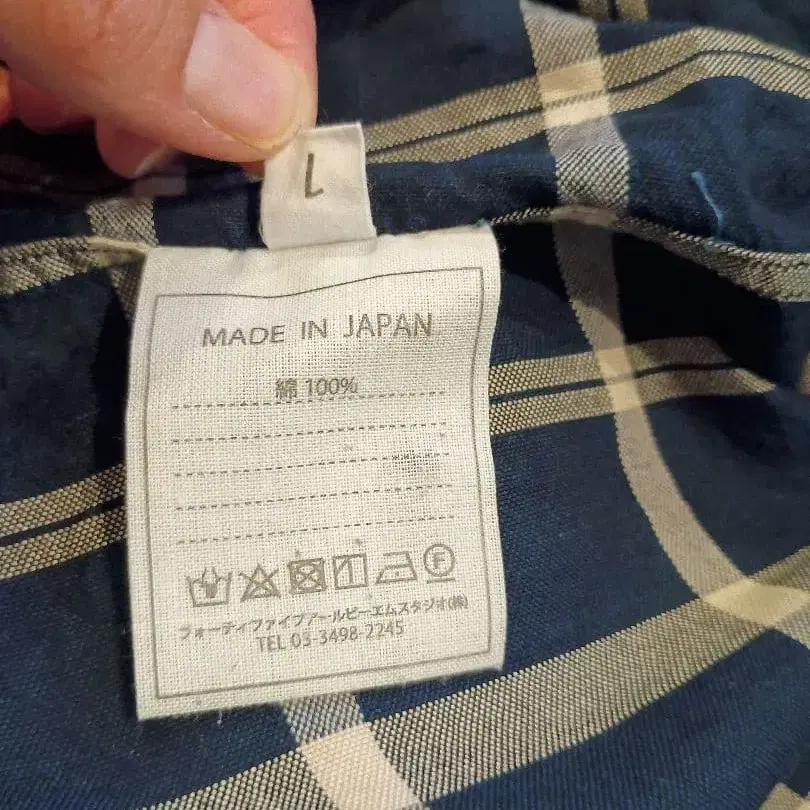 L
MADE IN JAPAN
綿 100%
F
フォーティファイブアールピーエムスタジオ(株)
TEL 03-3498-2245